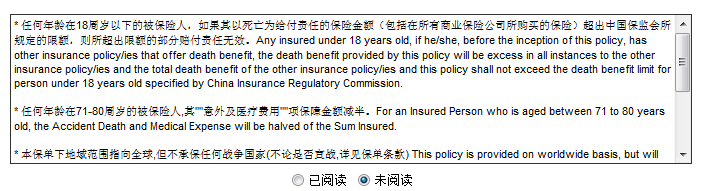 * 任何年龄在18周岁以下的被保险人，如果其以死亡为给付责任的保险金额（包括在所有商业保险公司所购买的保险）超出中国保监会所
规定的限额，则所超出限额的部分赔付责任无效。Any insured under 18 years old, if he/she, before the inception of this policy, has
other insurance policy/ies that offer death benefit, the death benefit provided by this policy will be excess in all instances to the other
insurance policy/ies and the total death benefit of the other insurance policy/ies and this policy shall not exceed the death benefit limit for
person under 18 years old specified by China Insurance Regulatory Commission.
* 任何年龄在71-80周岁的被保险人,其""意外及医疗费用""项保障金额减半。For an Insured Person who is aged between 71 to 80 years
old, the Accident Death and Medical Expense will be halved of the Sum Insured.
* 本保单下地域范围指向全球,但不承担任何战争国家(不论是否宣战,详见保单条款) This policy is provided on worldwide basis, but will
已阅读 未阅读